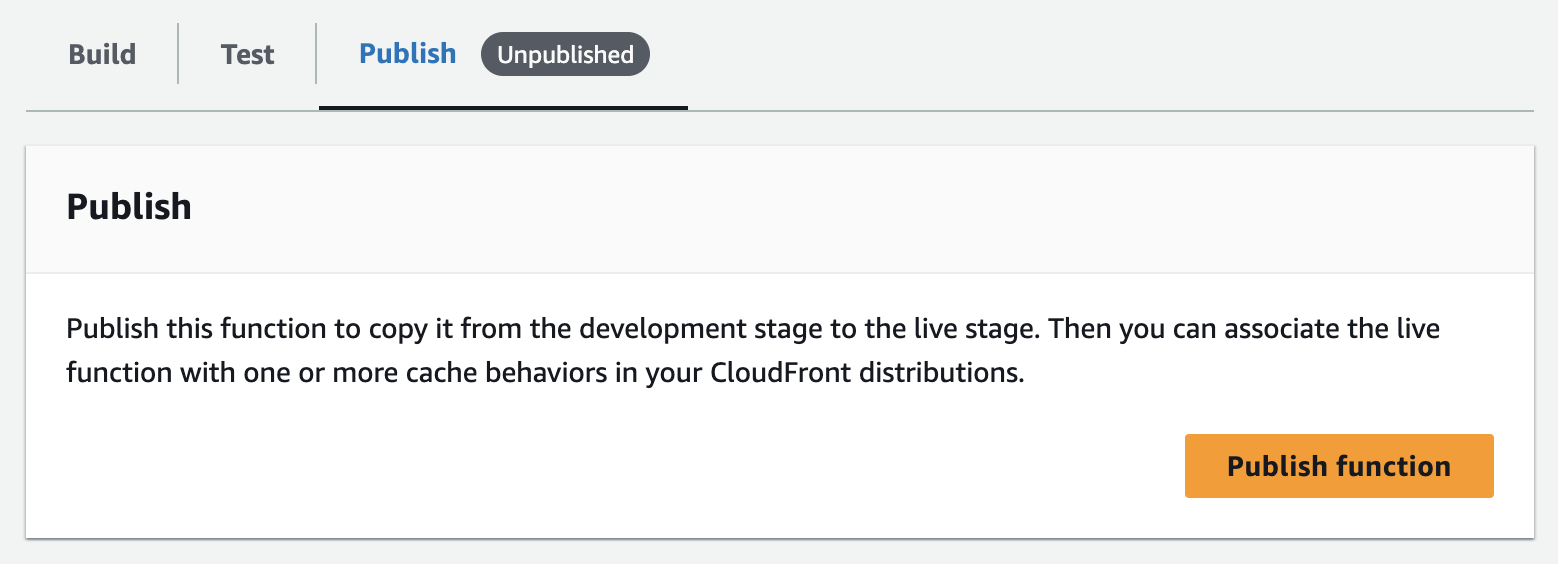 Build
Test
Publish
Unpublished
Publish
Publish this function to copy it from the development stage to the live stage. Then you can associate the live
function with one or more cache behaviors in your CloudFront distributions.
Publish function